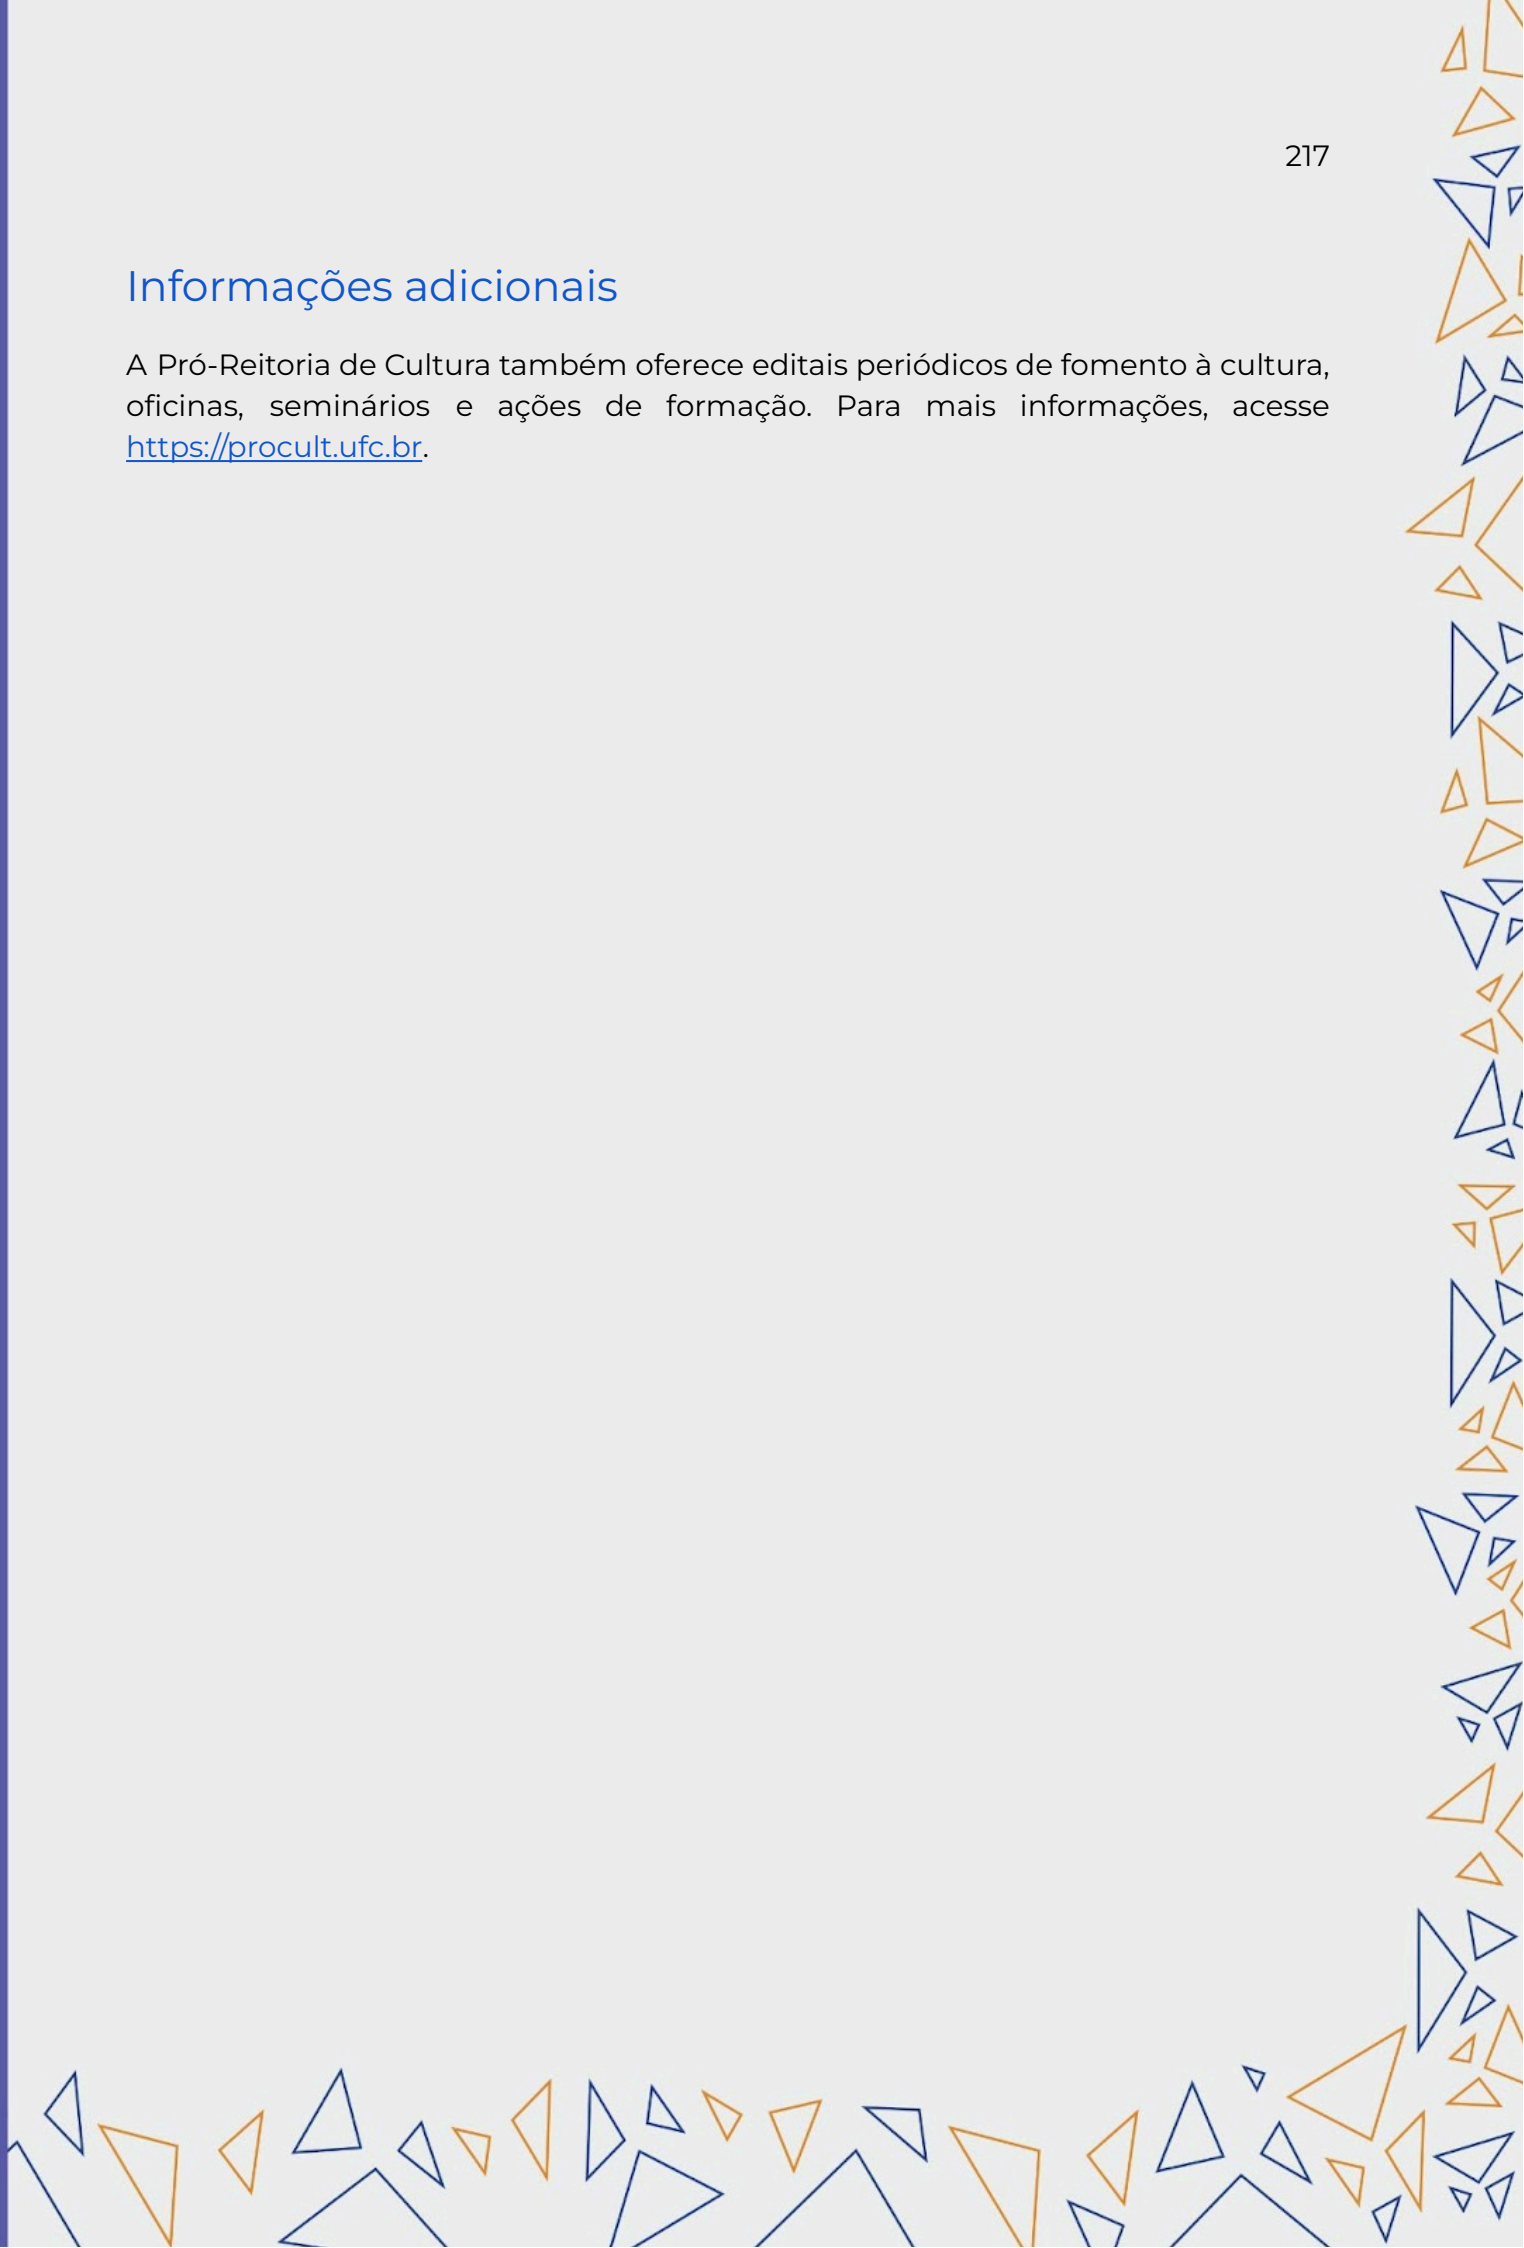 217
Informações adicionais
A Pró-Reitoria de Cultura também oferece editais periódicos de fomento à cultura,
oficinas, seminários e ações de formação. Para mais informações, acesse
https://procult.ufc.br.